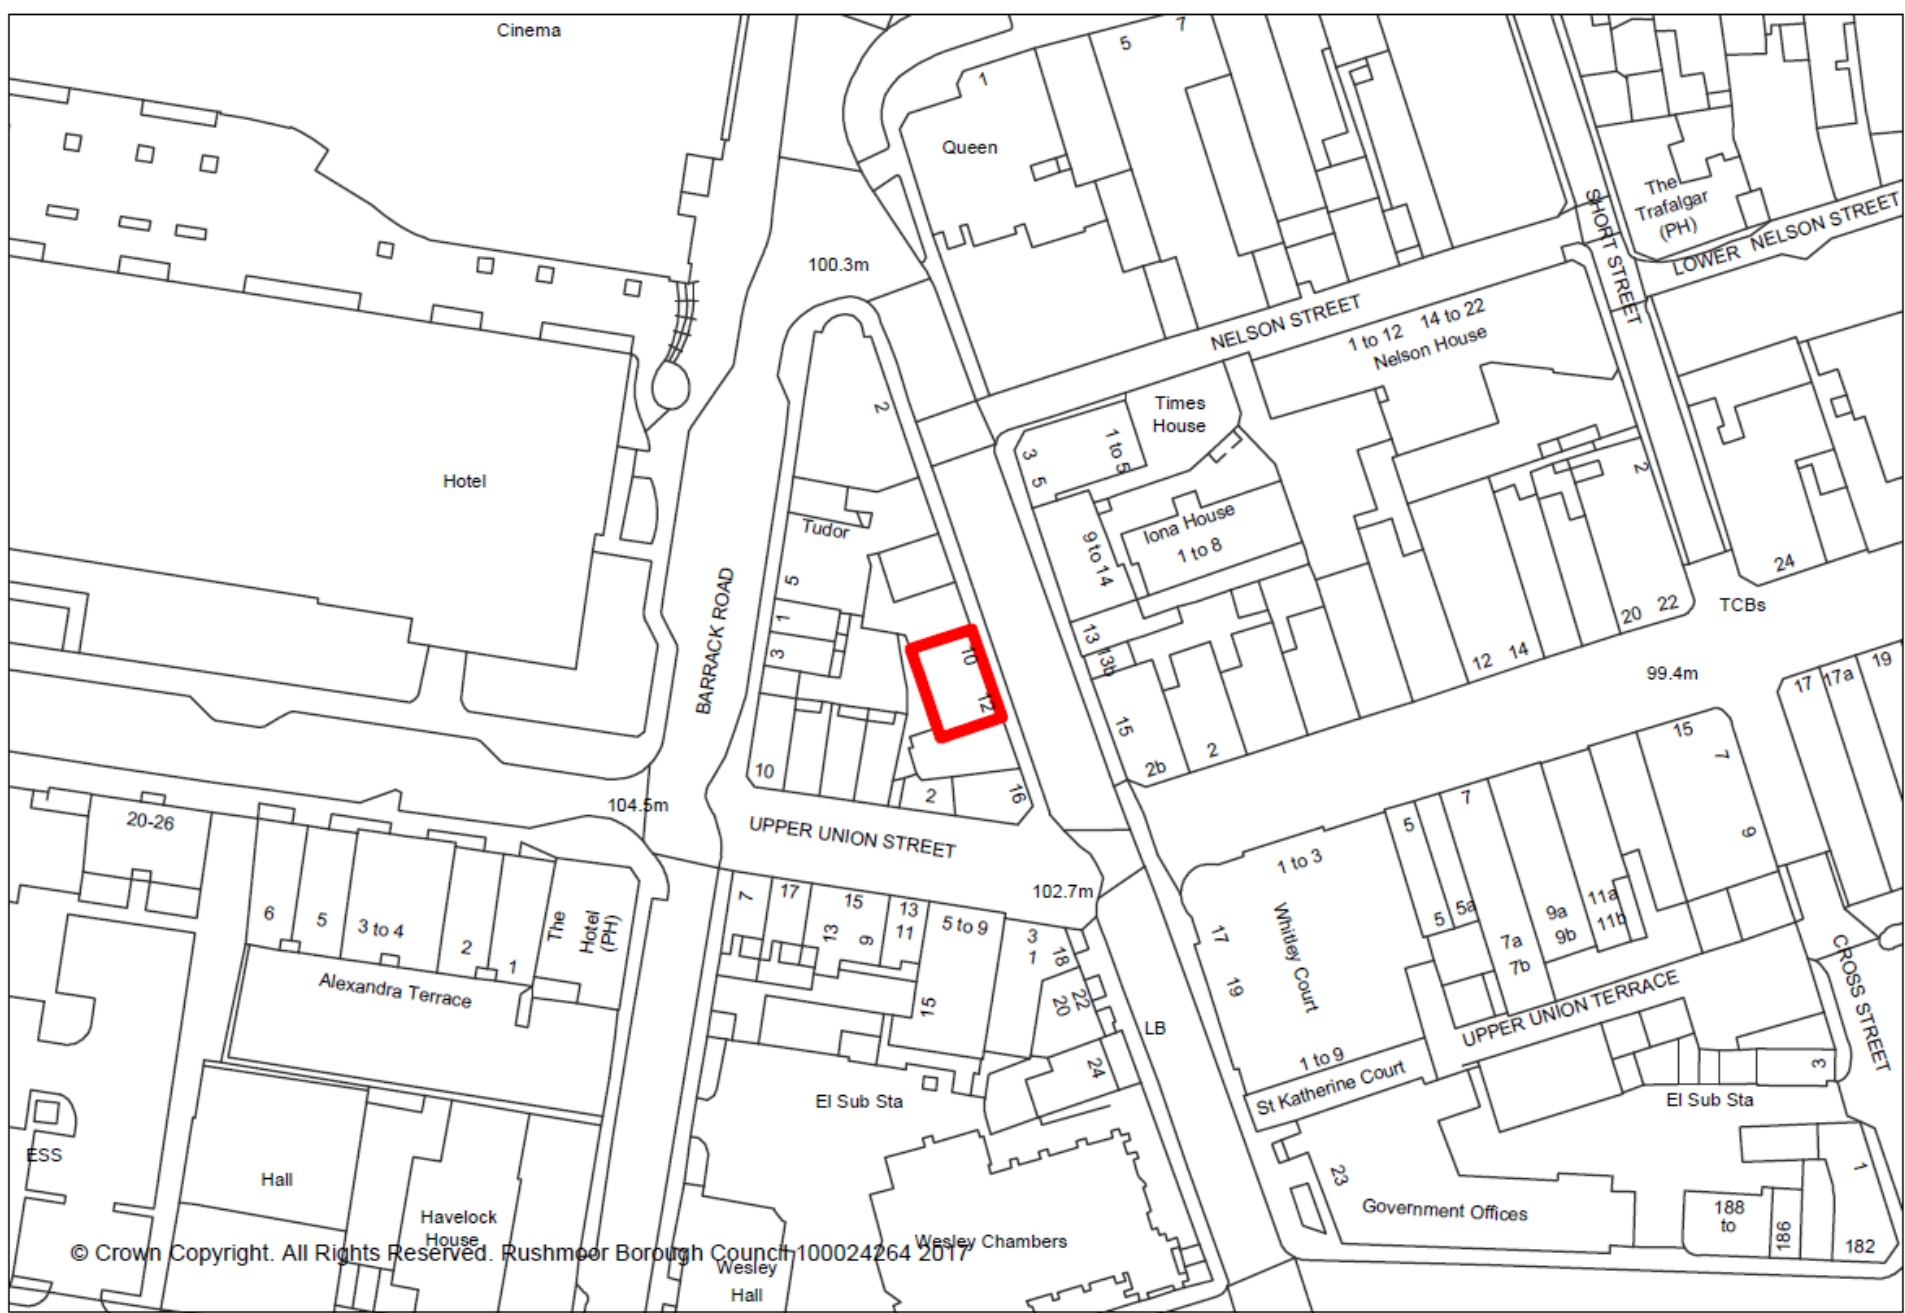 Cinema
7
5
1
Queen
The
Trafalgar
(PH)
SHORT STREET
LOWER NELSON STREET
100.3m
NELSON STREET
1 to 12 14 to 22
Nelson House
2
Times
House
3
5
1 to 5
Hotel
Tudor
Iona House
1 to 8
9 to 14
2
24
BARRACK ROAD
5
1
3
10
12
13
13b
20 22
TCBs
12 14
99.4m
17 17a 19
15
2b
2
15
7
10
2
16
104.5m
UPPER UNION STREET
20-26
7
5
9
1 to 3
102.7m
6
5
3 to 4
2
1
The
Hotel
(PH)
7
17
15
13
9
13
11
5 to 9
3
1
18
22
20
15
17
19
Whitley Court
5
5a
7a
7b
9a
9b
11a
11b
CROSS STREET
Alexandra Terrace
UPPER UNION TERRACE
LB
24
1 to 9
St Katherine Court
3
El Sub Sta
El Sub Sta
ESS
Hall
Havelock
House
23
Government Offices
188
to
186
1
182
Wesley Chambers
© Crown Copyright. All Rights Reserved. Rushmoor Borough Council 100024264 2017
Wesley
Hall